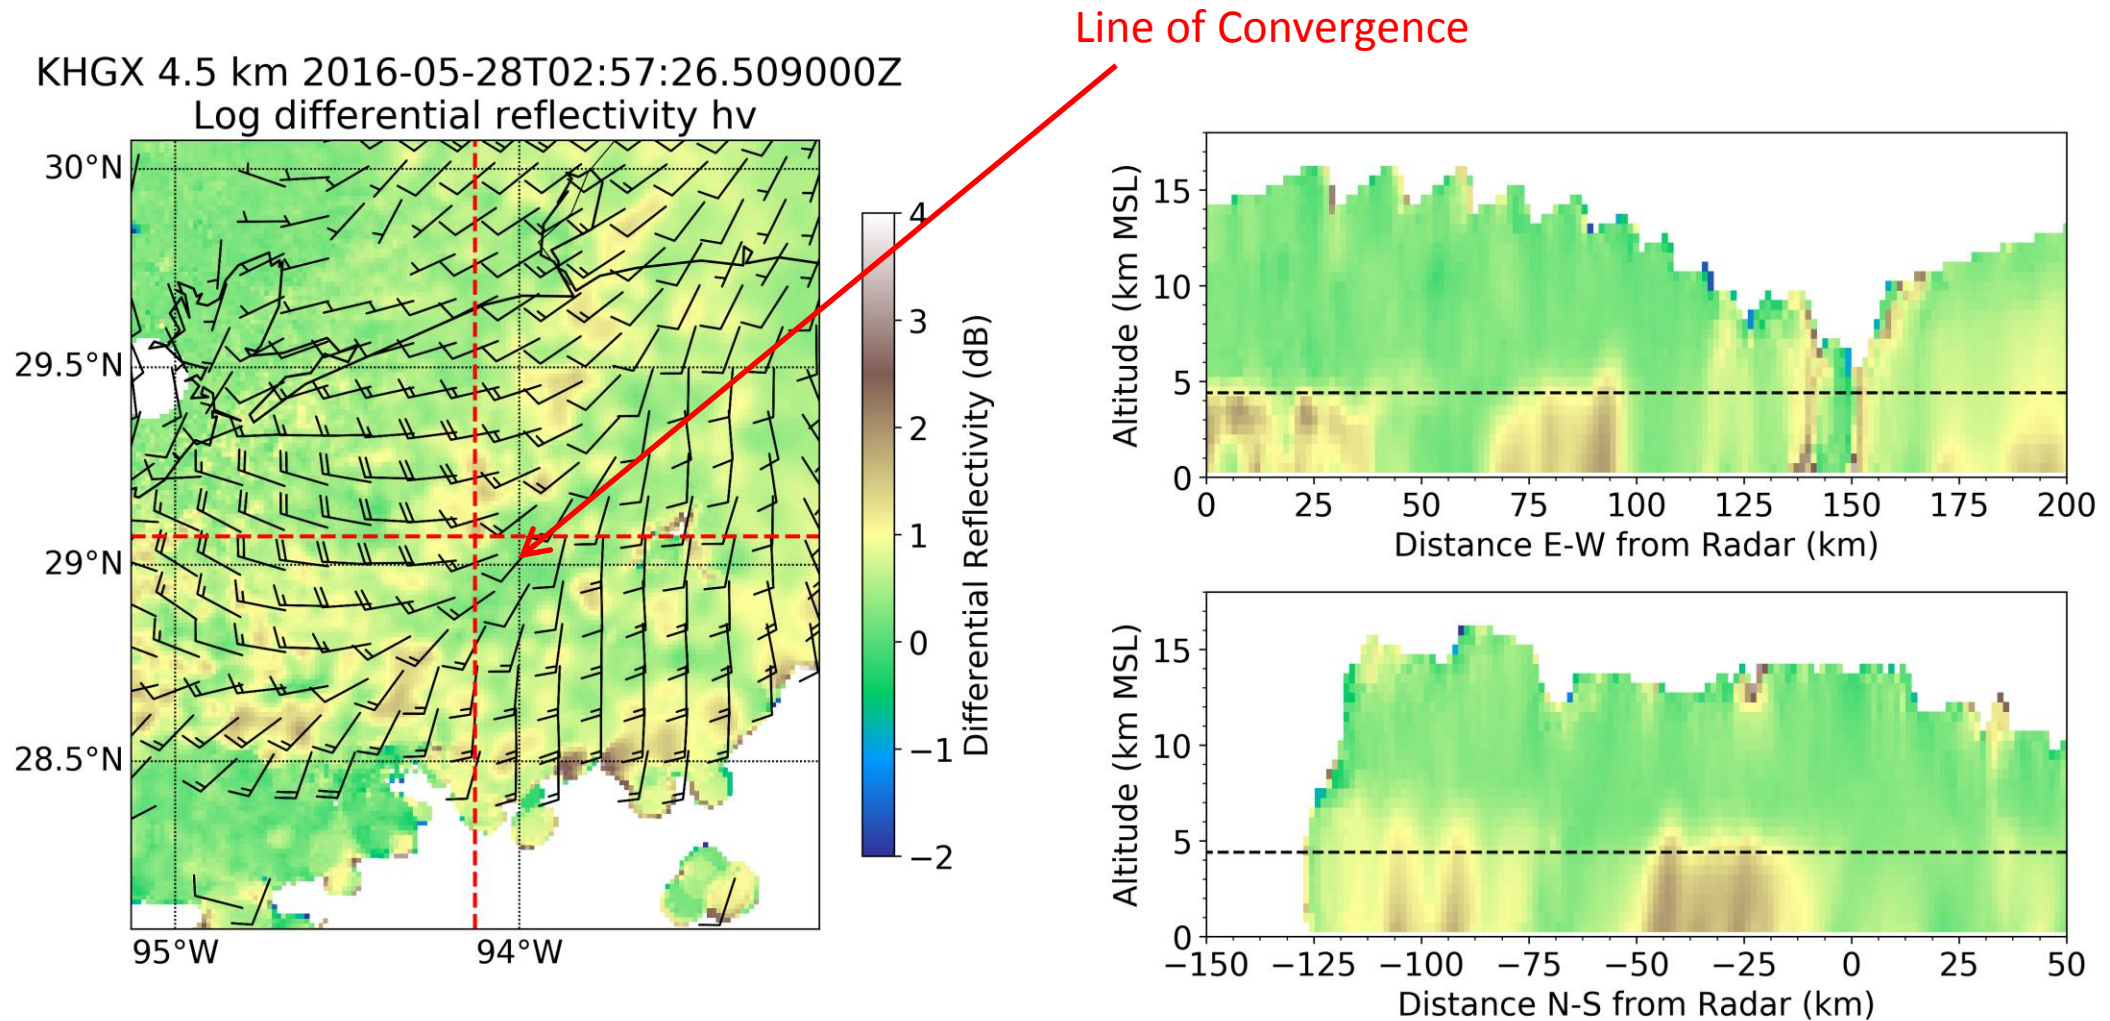 Line of Convergence
KHGX 4.5 km 2016-05-28T02:57:26.509000Z
Log differential reflectivity hv
30°N
29.5°N
29°N
28.5°N
95°W
94°W
4
3
2
1
0
−1
−2
Differential Reflectivity (dB)
15
10
5
0
Altitude (km MSL)
0 25 50 75 100 125 150 175 200
Distance E-W from Radar (km)
15
10
5
0
Altitude (km MSL)
−150 −125 −100 −75 −50 −25 0 25 50
Distance N-S from Radar (km)